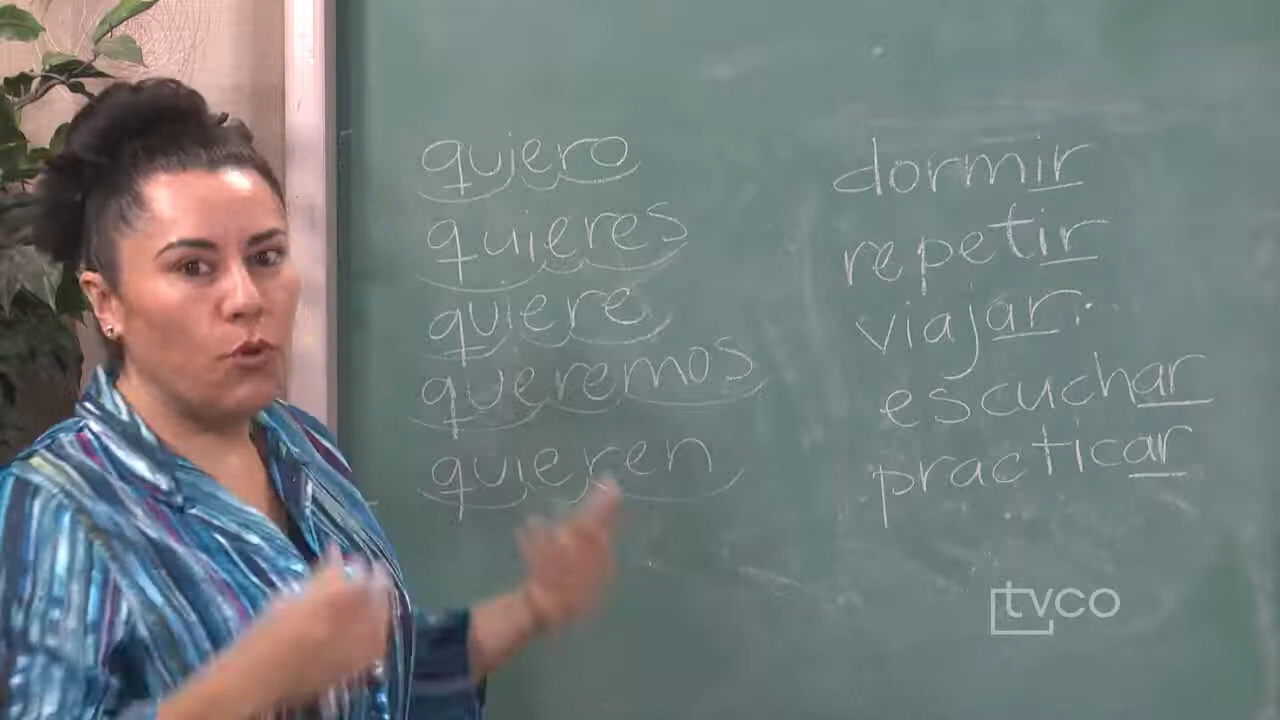 quiero
quieres
quiere
queremos
quieren
dormir
repetir
viajar
escuchar
practicar
tvco